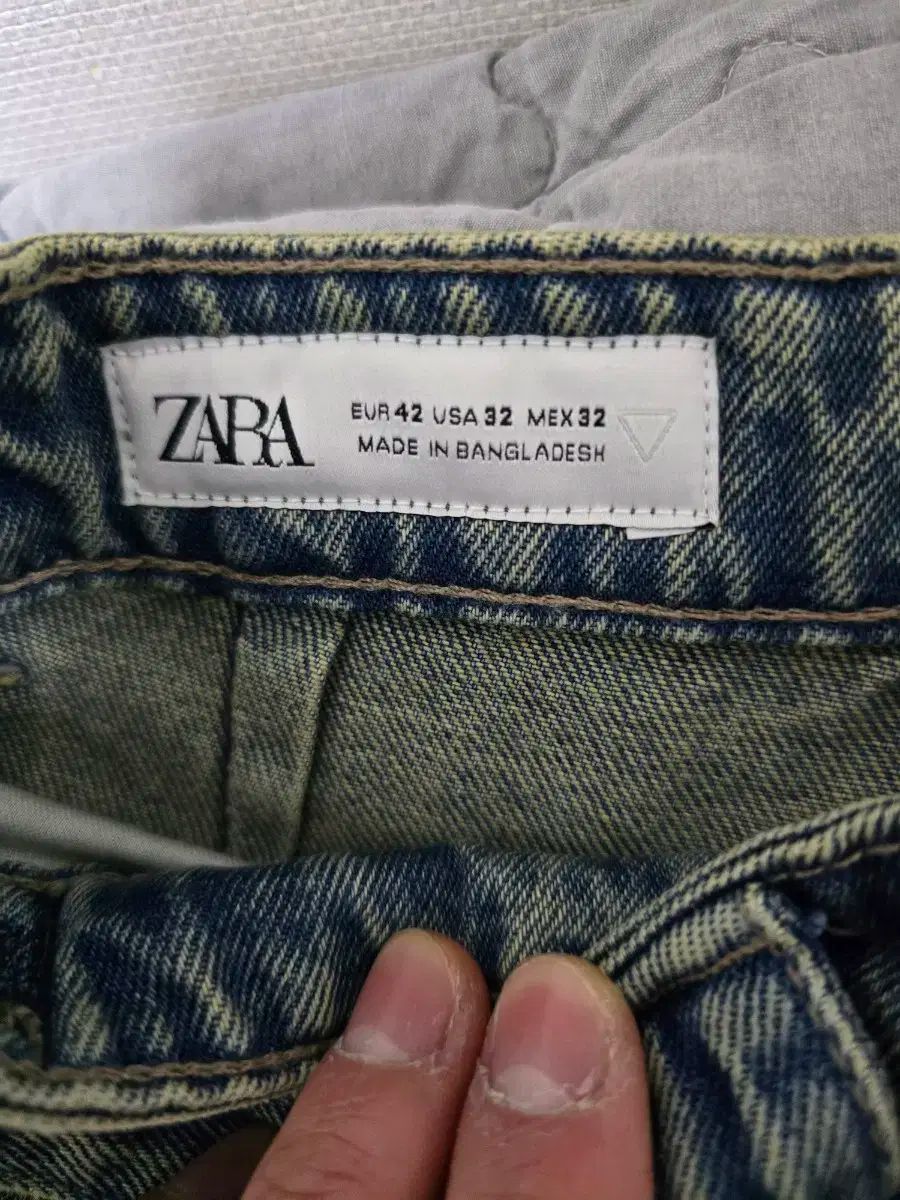 ZARA
EUR 42 USA 32 MEX 32
MADE IN BANGLADESH